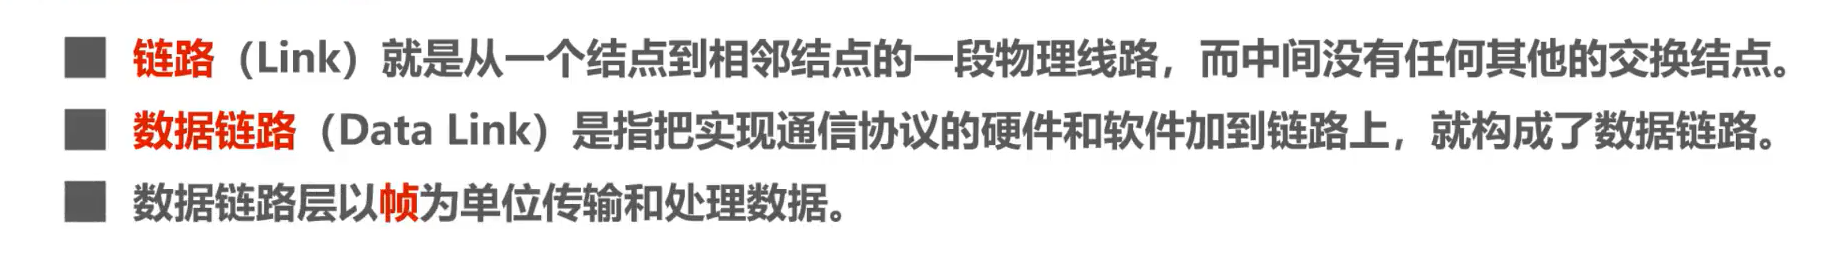 链路（Link）就是从一个结点到相邻结点的一段物理线路，而中间没有任何其他的交换结点。
数据链路（Data Link）是指把实现通信协议的硬件和软件加到链路上，就构成了数据链路。
数据链路层以帧为单位传输和处理数据。